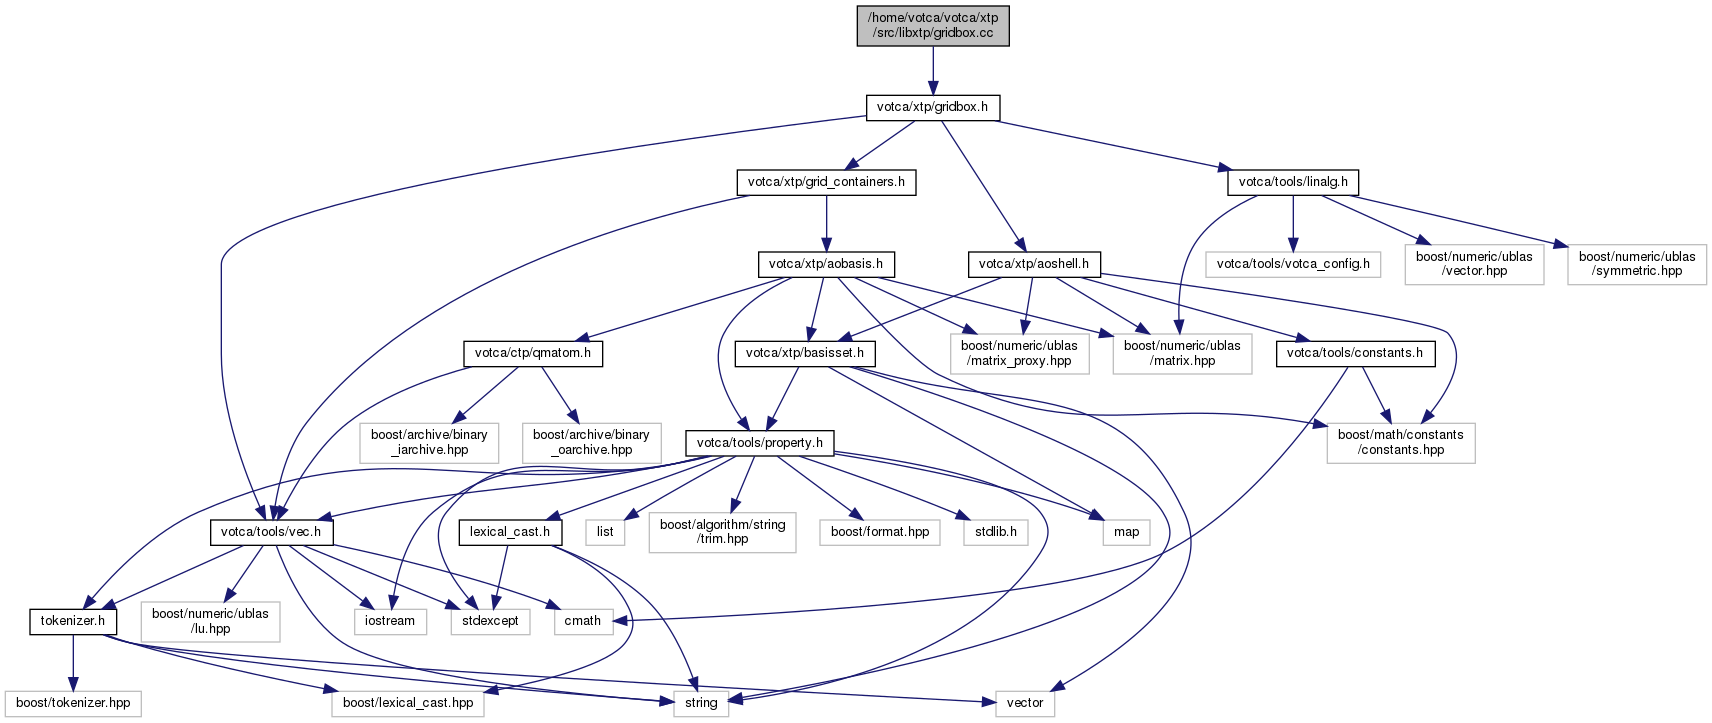 /home/votca/votca/xtp
/src/libxtp/gridbox.cc
votca/xtp/gridbox.h
votca/xtp/grid_containers.h
votca/tools/linalg.h
votca/xtp/aobasis.h
votca/xtp/aoshell.h
votca/tools/votca_config.h
boost/numeric/ublas
/vector.hpp
boost/numeric/ublas
/symmetric.hpp
votca/ctp/qmatom.h
votca/xtp/basisset.h
boost/numeric/ublas
/matrix_proxy.hpp
boost/numeric/ublas
/matrix.hpp
votca/tools/constants.h
boost/archive/binary
_iarchive.hpp
boost/archive/binary
_oarchive.hpp
votca/tools/property.h
boost/math/constants
/constants.hpp
votca/tools/vec.h
lexical_cast.h
list
boost/algorithm/string
/trim.hpp
boost/format.hpp
stdlib.h
map
tokenizer.h
boost/numeric/ublas
/lu.hpp
iostream
stdexcept
cmath
boost/tokenizer.hpp
boost/lexical_cast.hpp
string
vector